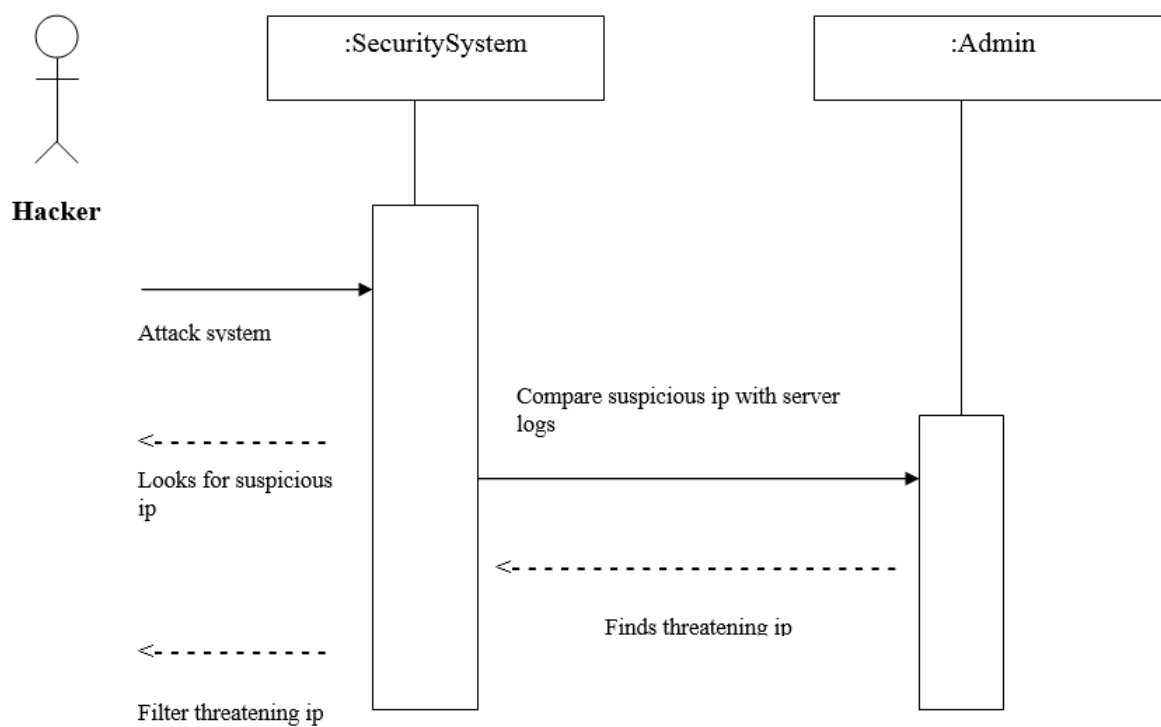 :SecuritySystem
:Admin
Hacker
Attack system
Compare suspicious ip with server
logs
Looks for suspicious
ip
Finds threatening ip
Filter threatening ip